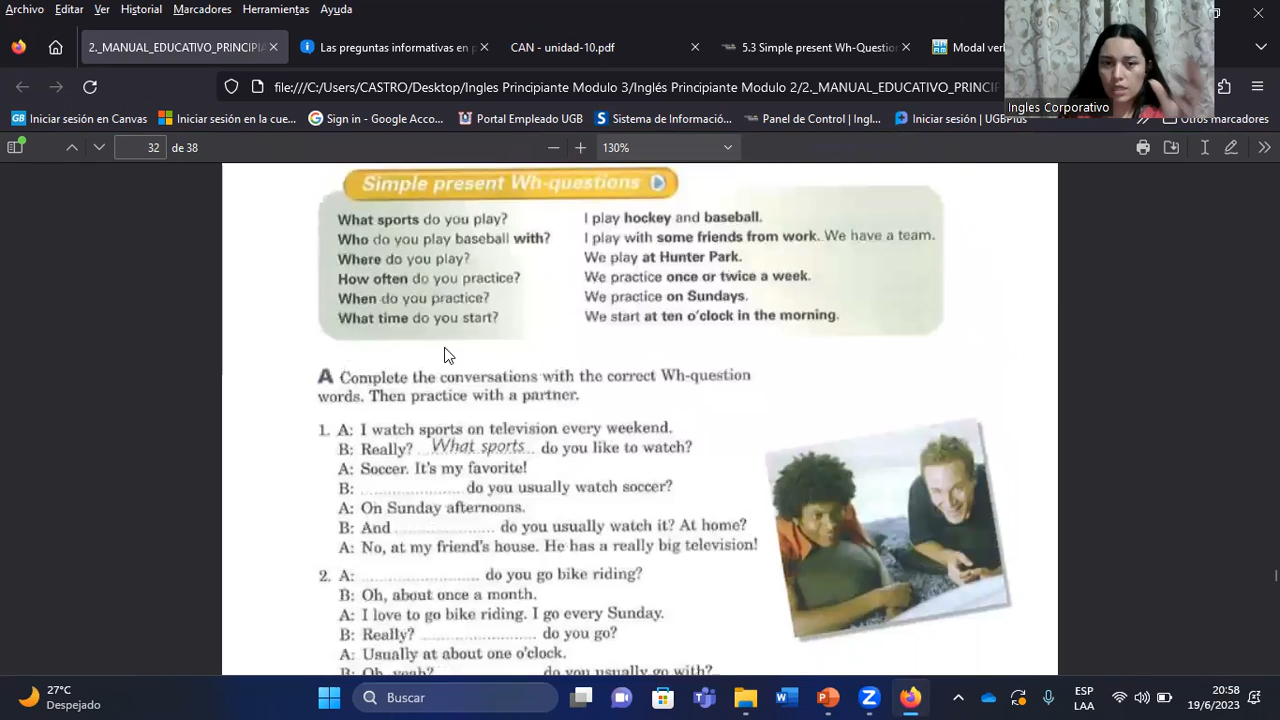 Archivo Editar Ver Historial Marcadores Herramientas Ayuda
2._MANUAL_EDUCATIVO_PRINCIPIA
Las preguntas informativas en p
CAN - unidad-10.pdf
5.3 Simple present Wh-Question
Modal verb
file:///C:/Users/CASTRO/Desktop/Ingles Principiante Modulo 3/Inglés Principiante Modulo 2/2._MANUAL_EDUCATIVO_PRINCIP
Ingles Corporativo
Iniciar sesión en Canvas
Iniciar sesión en la cue...
Sign in - Google Acco...
Portal Empleado UGB
Sistema de Informació...
Panel de Control | Ingl...
Iniciar sesión | UGBPlus
Otros marcadores
32 de 38
130%
Simple present Wh-questions
What sports do you play? I play hockey and baseball.
Who do you play baseball with? I play with some friends from work. We have a team.
Where do you play? We play at Hunter Park.
How often do you practice? We practice once or twice a week.
When do you practice? We practice on Sundays.
What time do you start? We start at ten o'clock in the morning.
A Complete the conversations with the correct Wh-question
words. Then practice with a partner.
1. A: I watch sports on television every weekend.
B: Really? What sports do you like to watch?
A: Soccer. It's my favorite!
B: .................... do you usually watch soccer?
A: On Sunday afternoons.
B: And .................... do you usually watch it? At home?
A: No, at my friend's house. He has a really big television!
2. A: ........................ do you go bike riding?
B: Oh, about once a month.
A: I love to go bike riding. I go every Sunday.
B: Really? ........................ do you go?
A: Usually at about one o'clock.
B: Oh, yeah? ........................ do you usually go with?
27°C
Despejado
Buscar
ESP
LAA
20:58
19/6/2023